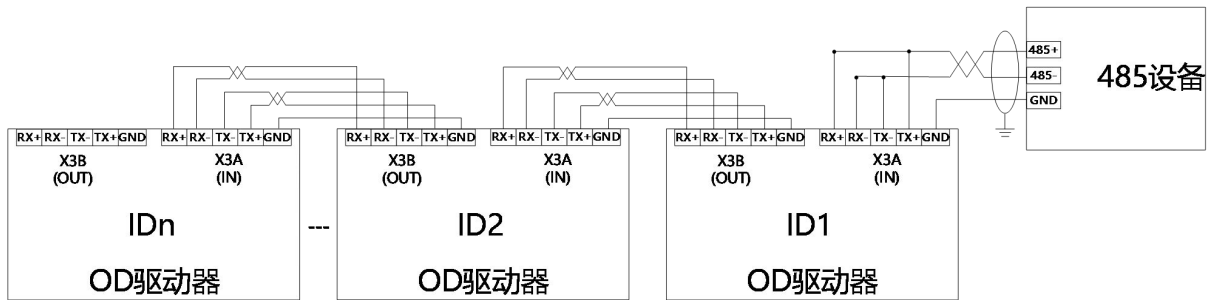 485+
485-
GND
485设备
RX+ RX- TX- TX+ GND
X3B
(OUT)
RX+ RX- TX- TX+ GND
X3A
(IN)
IDn
OD驱动器
---
RX+ RX- TX- TX+ GND
X3B
(OUT)
RX+ RX- TX- TX+ GND
X3A
(IN)
ID2
OD驱动器
RX+ RX- TX- TX+ GND
X3B
(OUT)
RX+ RX- TX- TX+ GND
X3A
(IN)
ID1
OD驱动器